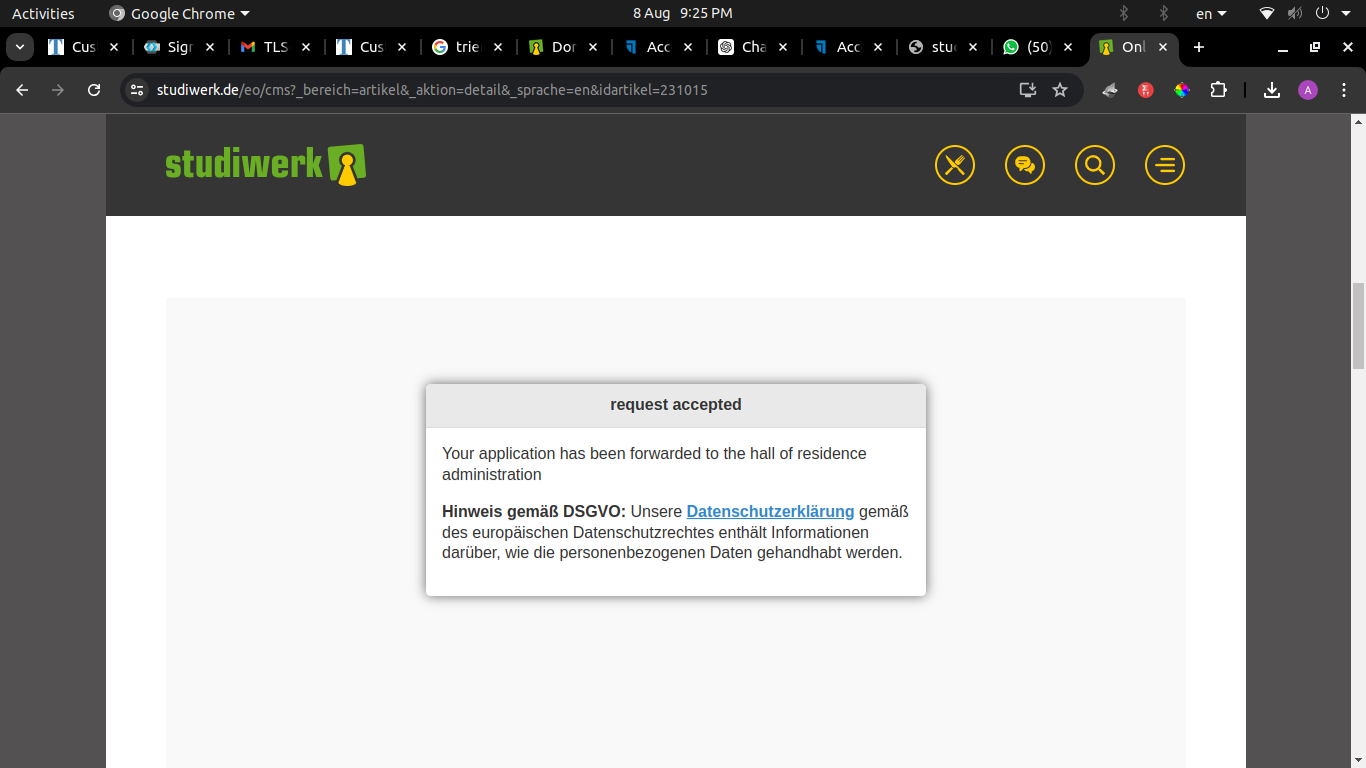 Activities Google Chrome 8 Aug 9:25 PM en
Cus Sign TLS Cus trie Dor Acc Cha Acc stu (50) Onl
studiwerk.de/eo/cms?_bereich=artikel&_aktion=detail&_sprache=en&idartikel=231015 A
studiwerk
request accepted
Your application has been forwarded to the hall of residence
administration
Hinweis gemäß DSGVO: Unsere Datenschutzerklärung gemäß
des europäischen Datenschutzrechtes enthält Informationen
darüber, wie die personenbezogenen Daten gehandhabt werden.